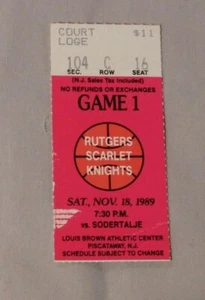 COURT $11
LOGE
104 C 16
SEC. ROW SEAT
(N.J. Sales Tax Included)
NO REFUNDS OR EXCHANGES
GAME 1
RUTGERS
SCARLET
KNIGHTS
SAT., NOV. 18, 1989
7:30 P.M.
vs. SODERTALJE
LOUIS BROWN ATHLETIC CENTER
PISCATAWAY, N.J.
SCHEDULE SUBJECT TO CHANGE